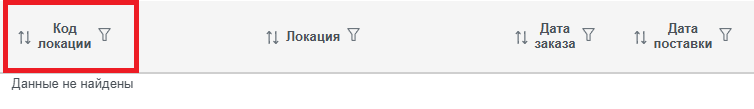 Код локации
Локация
Дата заказа
Дата поставки
Данные не найдены